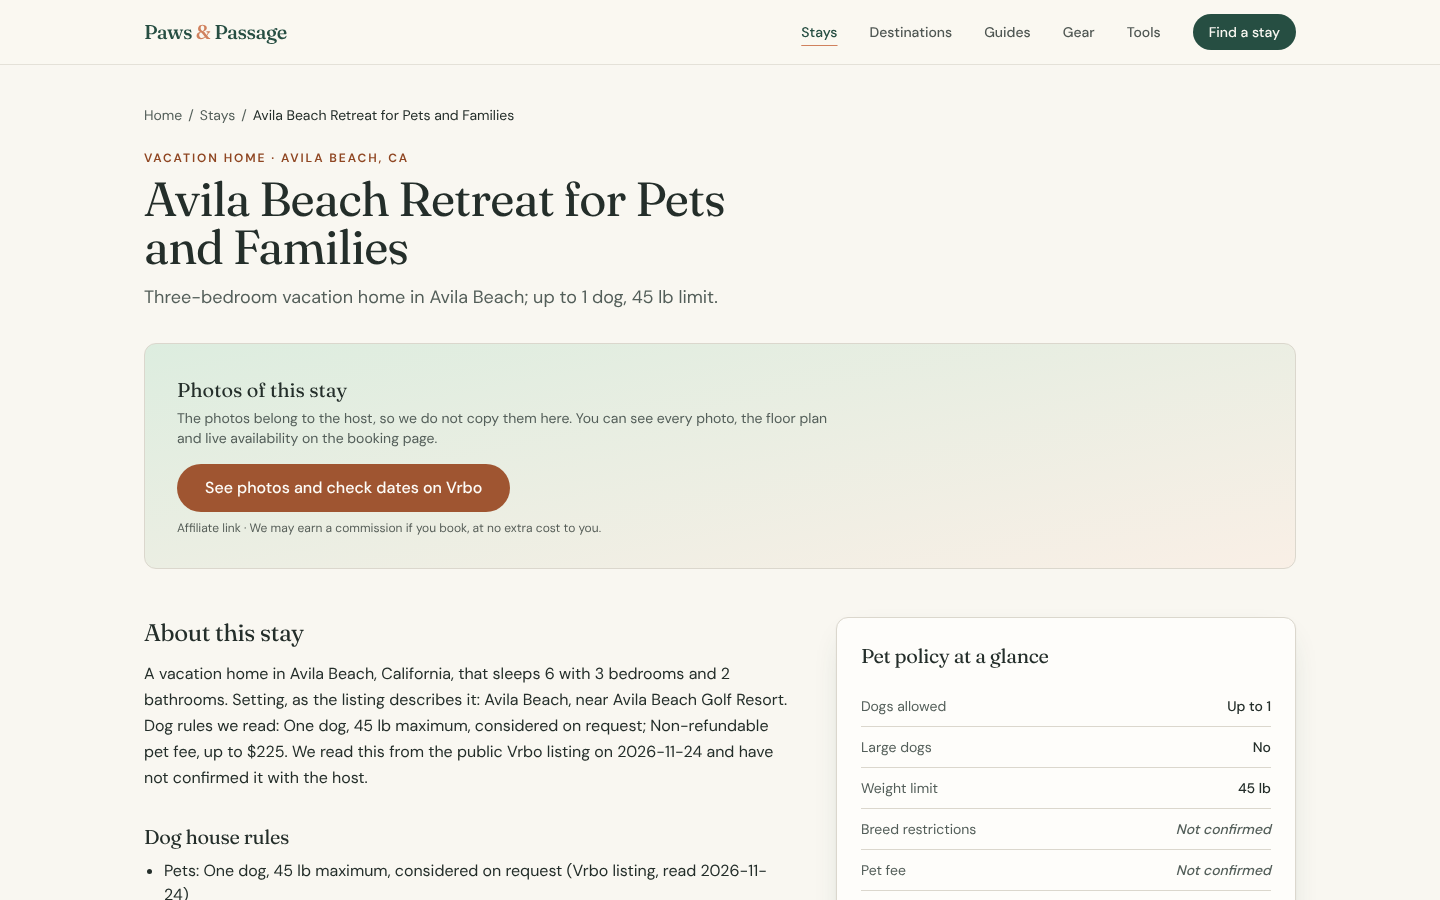 Paws & Passage
Stays
Destinations
Guides
Gear
Tools
Find a stay
Home / Stays / Avila Beach Retreat for Pets and Families
VACATION HOME · AVILA BEACH, CA
Avila Beach Retreat for Pets
and Families
Three-bedroom vacation home in Avila Beach; up to 1 dog, 45 lb limit.
Photos of this stay
The photos belong to the host, so we do not copy them here. You can see every photo, the floor plan
and live availability on the booking page.
See photos and check dates on Vrbo
Affiliate link · We may earn a commission if you book, at no extra cost to you.
About this stay
A vacation home in Avila Beach, California, that sleeps 6 with 3 bedrooms and 2
bathrooms. Setting, as the listing describes it: Avila Beach, near Avila Beach Golf Resort.
Dog rules we read: One dog, 45 lb maximum, considered on request; Non-refundable
pet fee, up to $225. We read this from the public Vrbo listing on 2026-11-24 and have
not confirmed it with the host.
Dog house rules
• Pets: One dog, 45 lb maximum, considered on request (Vrbo listing, read 2026-11-
24)
Pet policy at a glance
Dogs allowed Up to 1
Large dogs No
Weight limit 45 lb
Breed restrictions Not confirmed
Pet fee Not confirmed